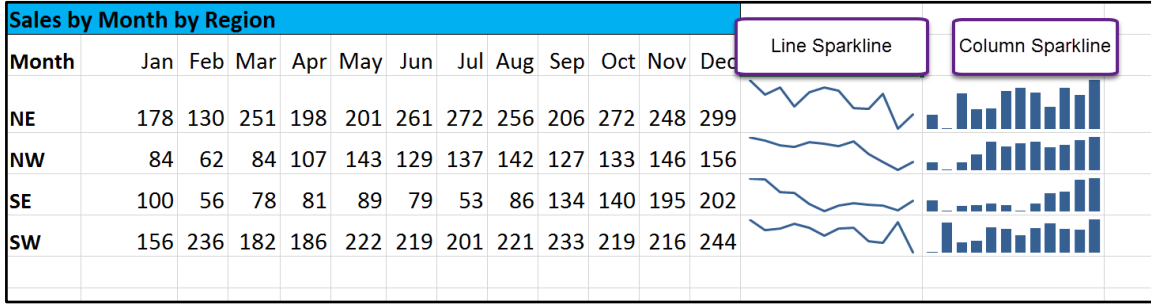 Sales by Month by Region
Line Sparkline Column Sparkline
Month Jan Feb Mar Apr May Jun Jul Aug Sep Oct Nov Dec
NE 178 130 251 198 201 261 272 256 206 272 248 299
NW 84 62 84 107 143 129 137 142 127 133 146 156
SE 100 56 78 81 89 79 53 86 134 140 195 202
SW 156 236 182 186 222 219 201 221 233 219 216 244